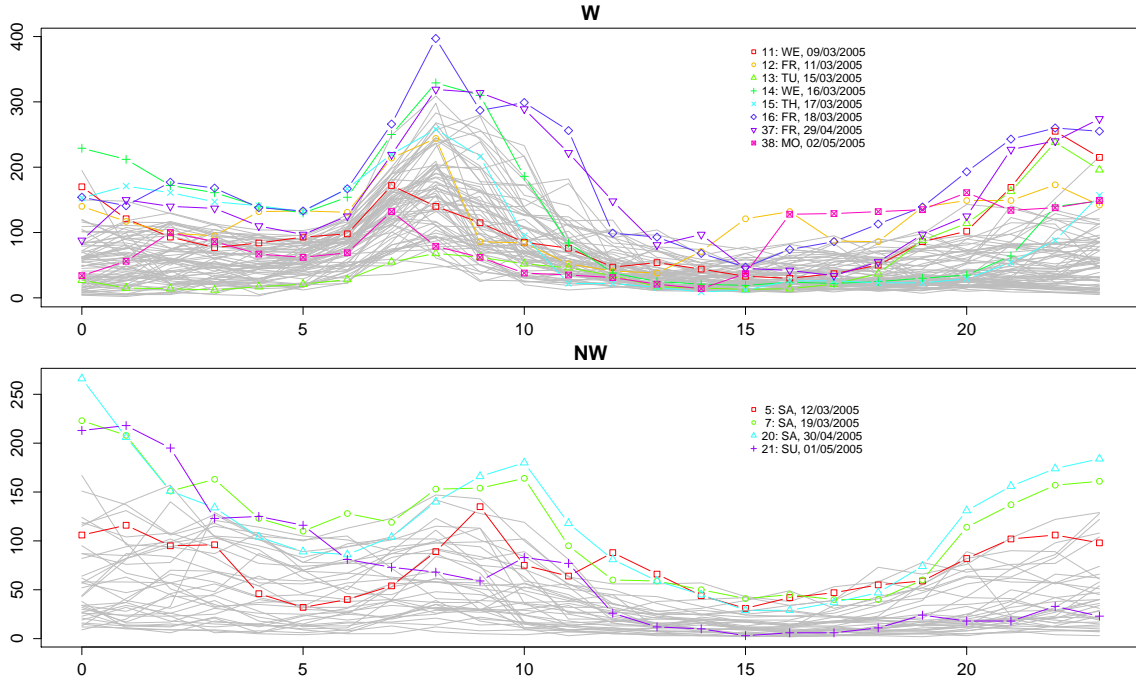 W
400
300
200
100
0
11: WE, 09/03/2005
12: FR, 11/03/2005
13: TU, 15/03/2005
14: WE, 16/03/2005
15: TH, 17/03/2005
16: FR, 18/03/2005
37: FR, 29/04/2005
38: MO, 02/05/2005
0 5 10 15 20
NW
250
200
150
100
50
0
5: SA, 12/03/2005
7: SA, 19/03/2005
20: SA, 30/04/2005
21: SU, 01/05/2005
0 5 10 15 20